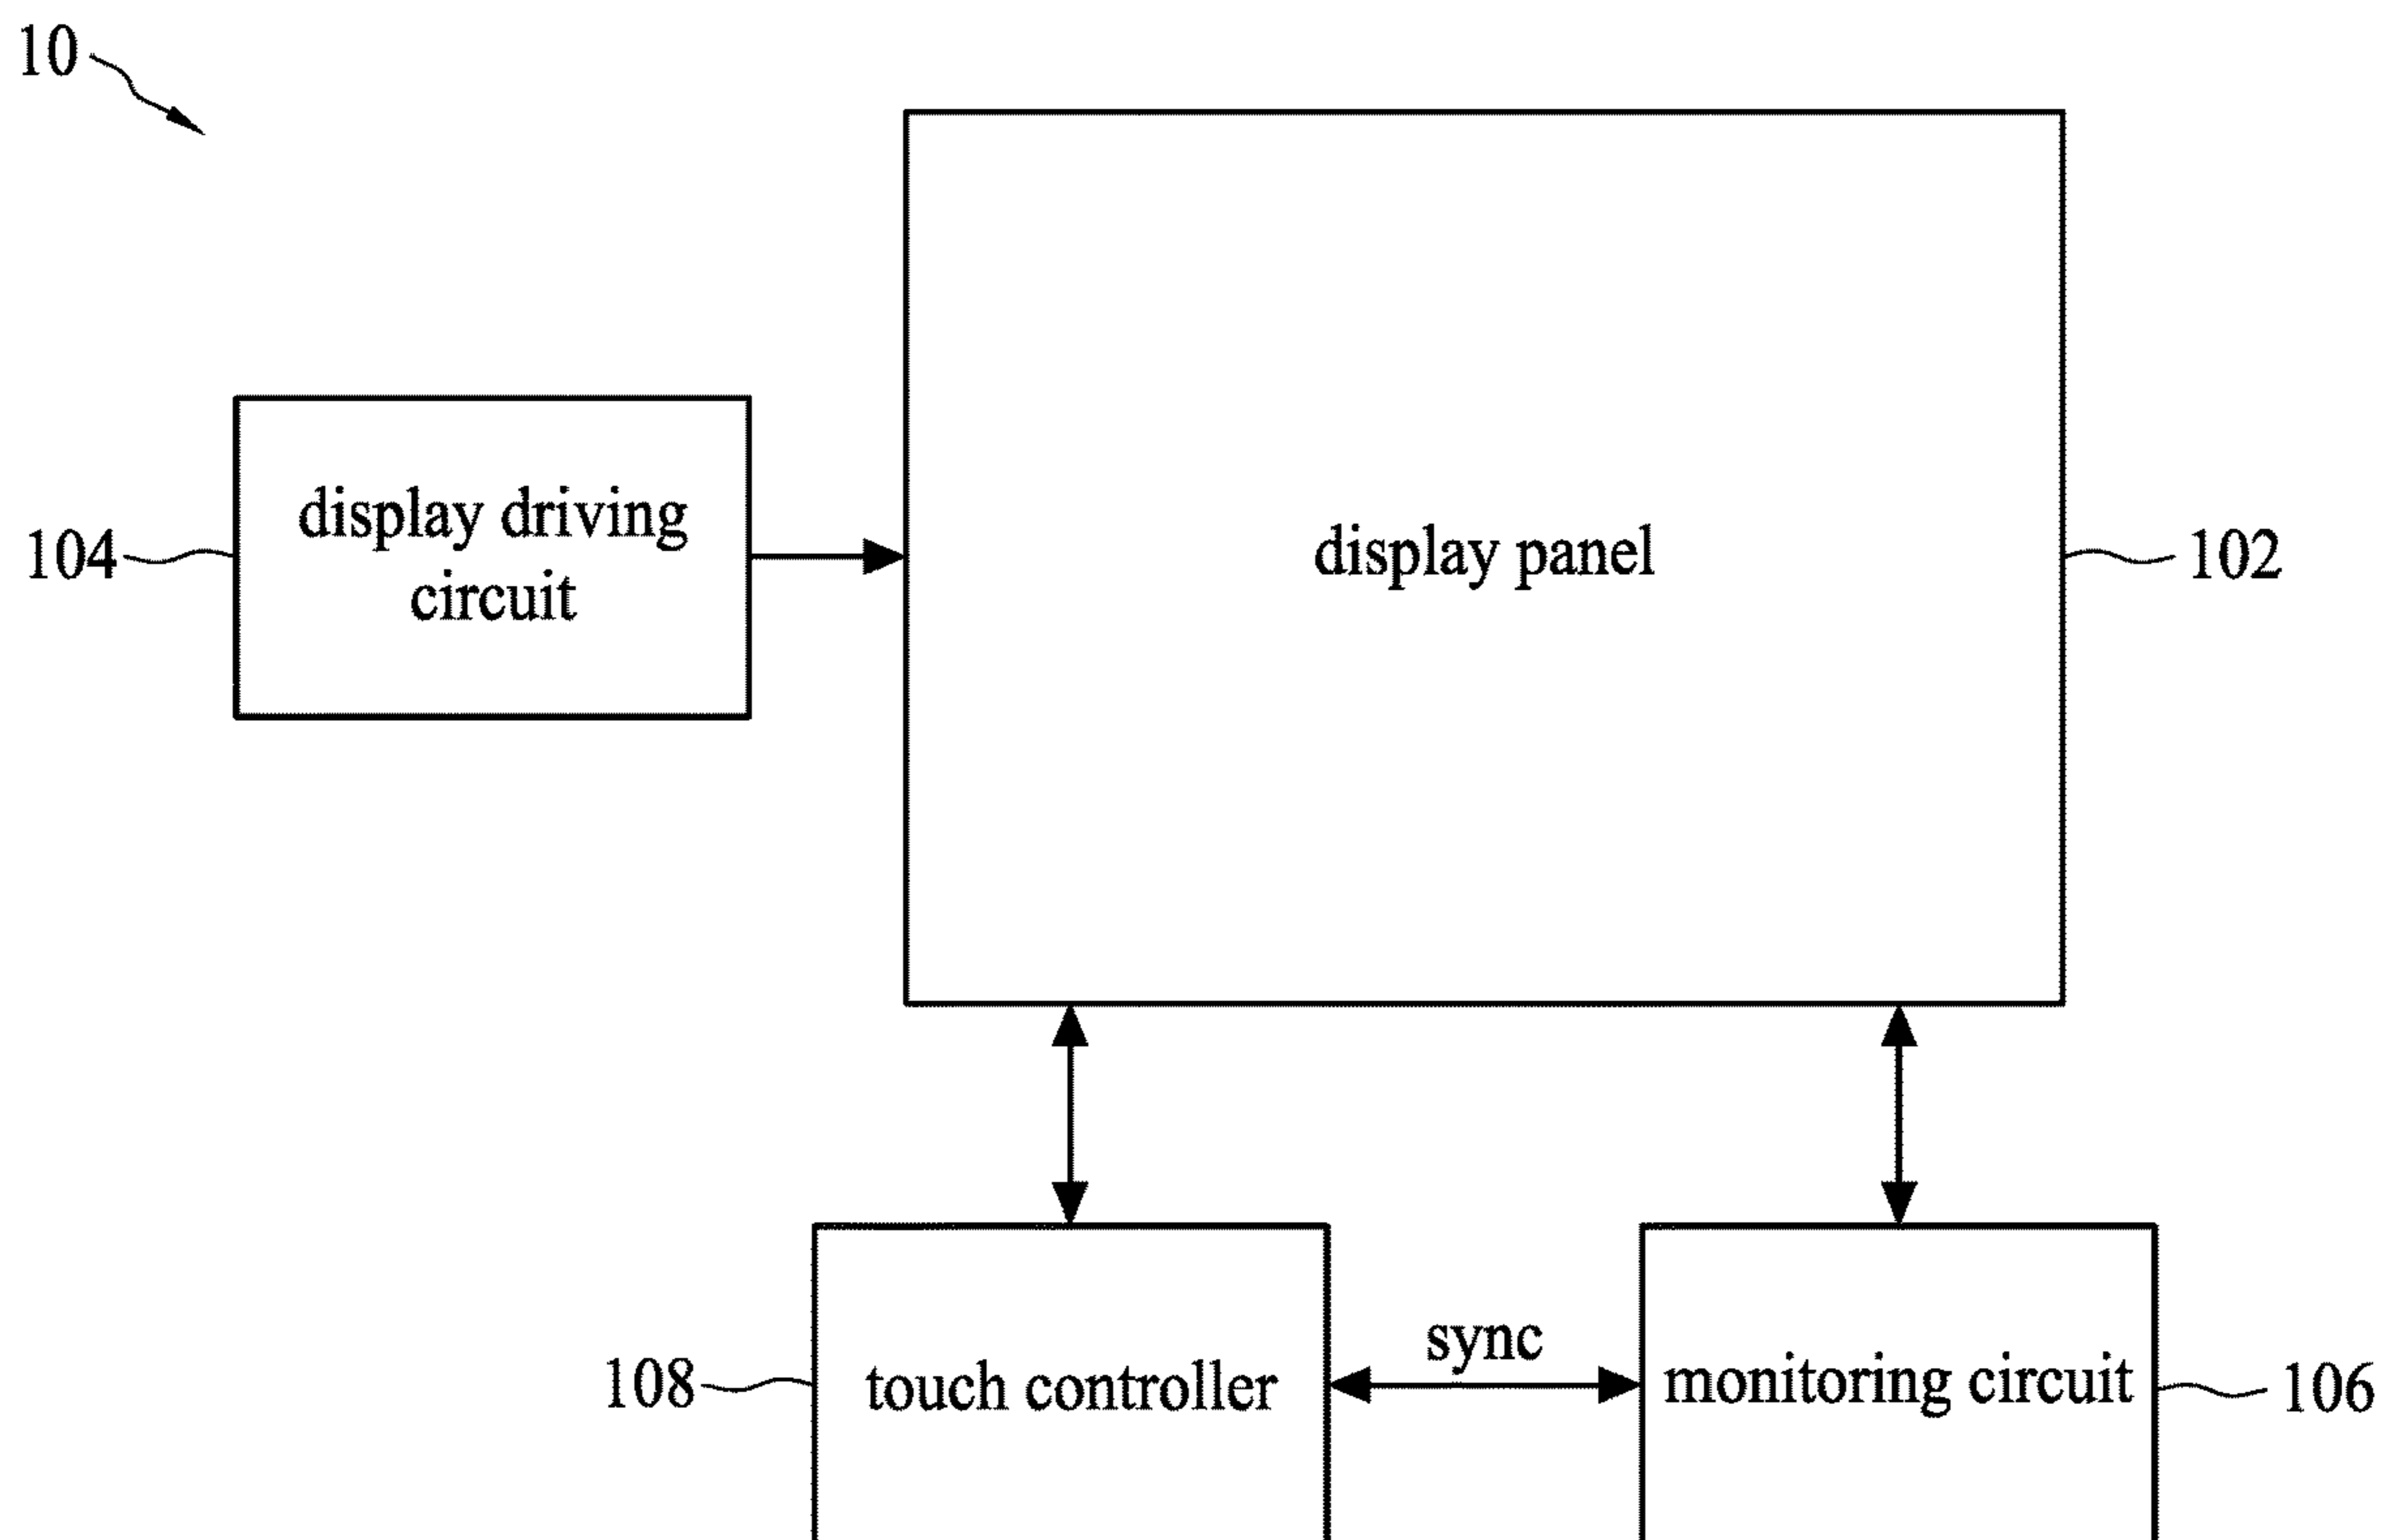 10
display driving
circuit
104
display panel
102
sync
108
touch controller
monitoring circuit
106